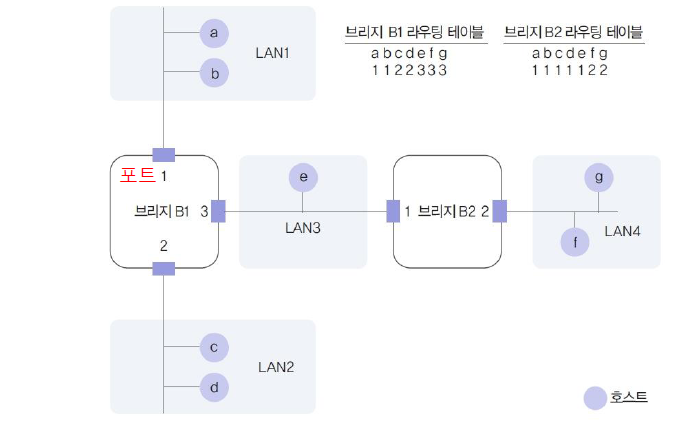 브리지 B1 라우팅 테이블
a b c d e f g
1 1 2 2 3 3 3
브리지 B2 라우팅 테이블
a b c d e f g
1 1 1 1 1 2 2
a
LAN1
b
포트 1
브리지 B1 3
2
e
LAN3
1 브리지 B2 2
g
f
LAN4
c
LAN2
d
호스트